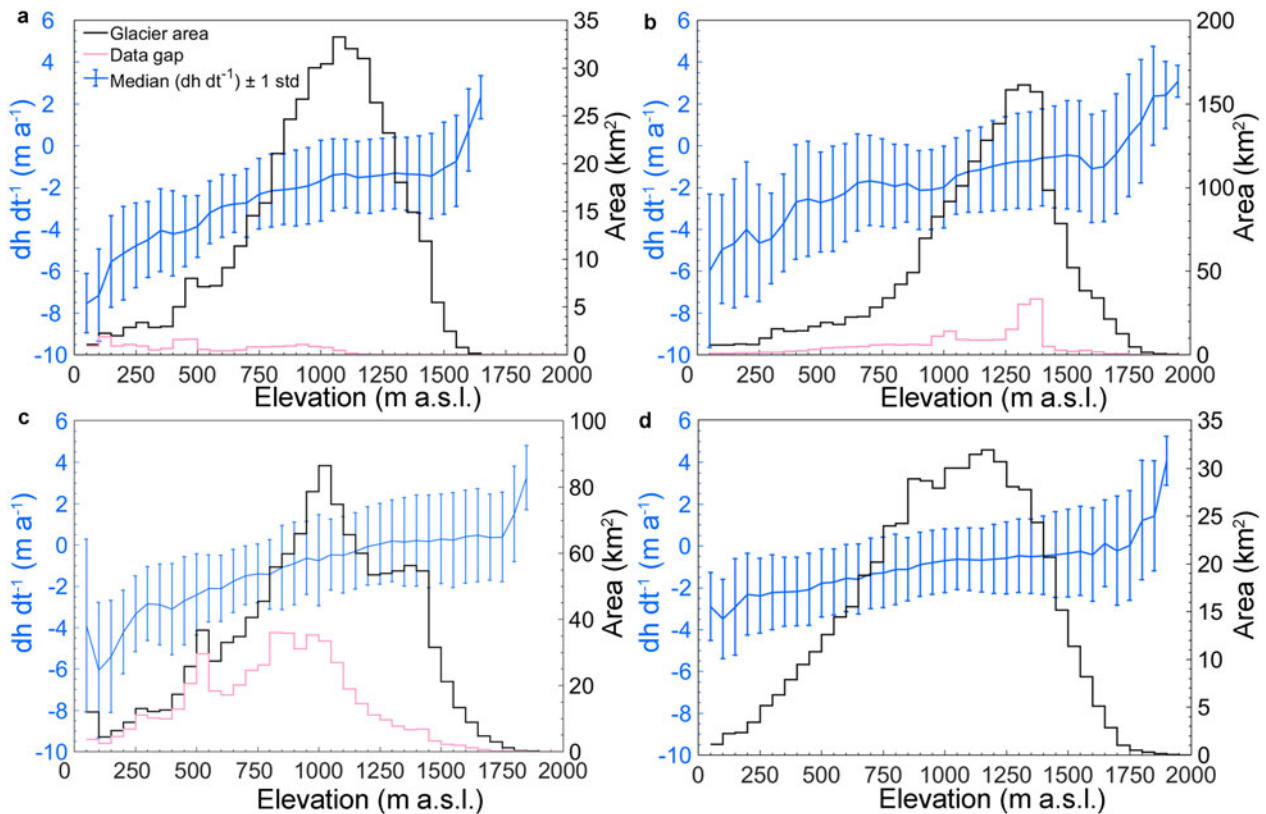 a
Glacier area
Data gap
Median (dh dt⁻¹) ± 1 std
6
4
2
0
-2
-4
-6
-8
-10
dh dt⁻¹ (m a⁻¹)
35
30
25
20
15
10
5
0
Area (km²)
0 250 500 750 1000 1250 1500 1750 2000
Elevation (m a.s.l.)
b
6
4
2
0
-2
-4
-6
-8
-10
dh dt⁻¹ (m a⁻¹)
200
150
100
50
0
Area (km²)
0 250 500 750 1000 1250 1500 1750 2000
Elevation (m a.s.l.)
c
6
4
2
0
-2
-4
-6
-8
-10
dh dt⁻¹ (m a⁻¹)
100
80
60
40
20
0
Area (km²)
0 250 500 750 1000 1250 1500 1750 2000
Elevation (m a.s.l.)
d
6
4
2
0
-2
-4
-6
-8
-10
dh dt⁻¹ (m a⁻¹)
35
30
25
20
15
10
5
0
Area (km²)
0 250 500 750 1000 1250 1500 1750 2000
Elevation (m a.s.l.)